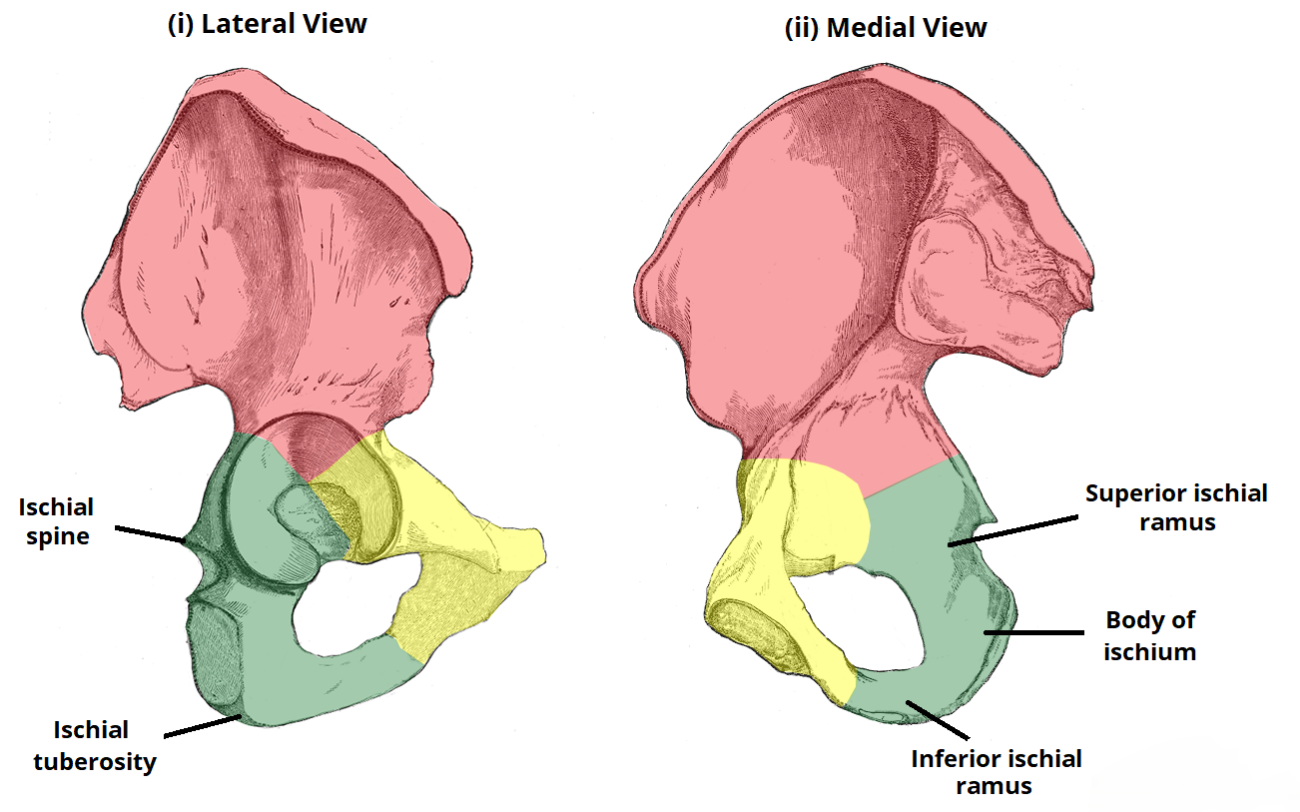 (i) Lateral View
(ii) Medial View
Ischial
spine
Superior ischial
ramus
Body of
ischium
Ischial
tuberosity
Inferior ischial
ramus